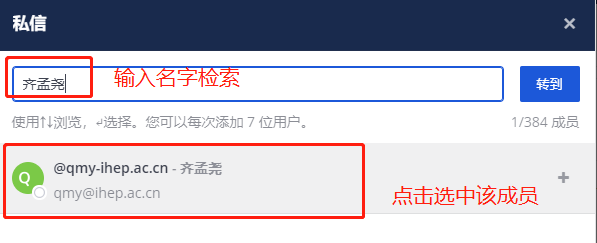 私信
×
齐孟尧 输入名字检索 转到
使用↑↓浏览，↵选择。您可以每次添加 7 位用户。 1/384 成员
Q @qmy-ihep.ac.cn - 齐孟尧
qmy@ihep.ac.cn
+
点击选中该成员